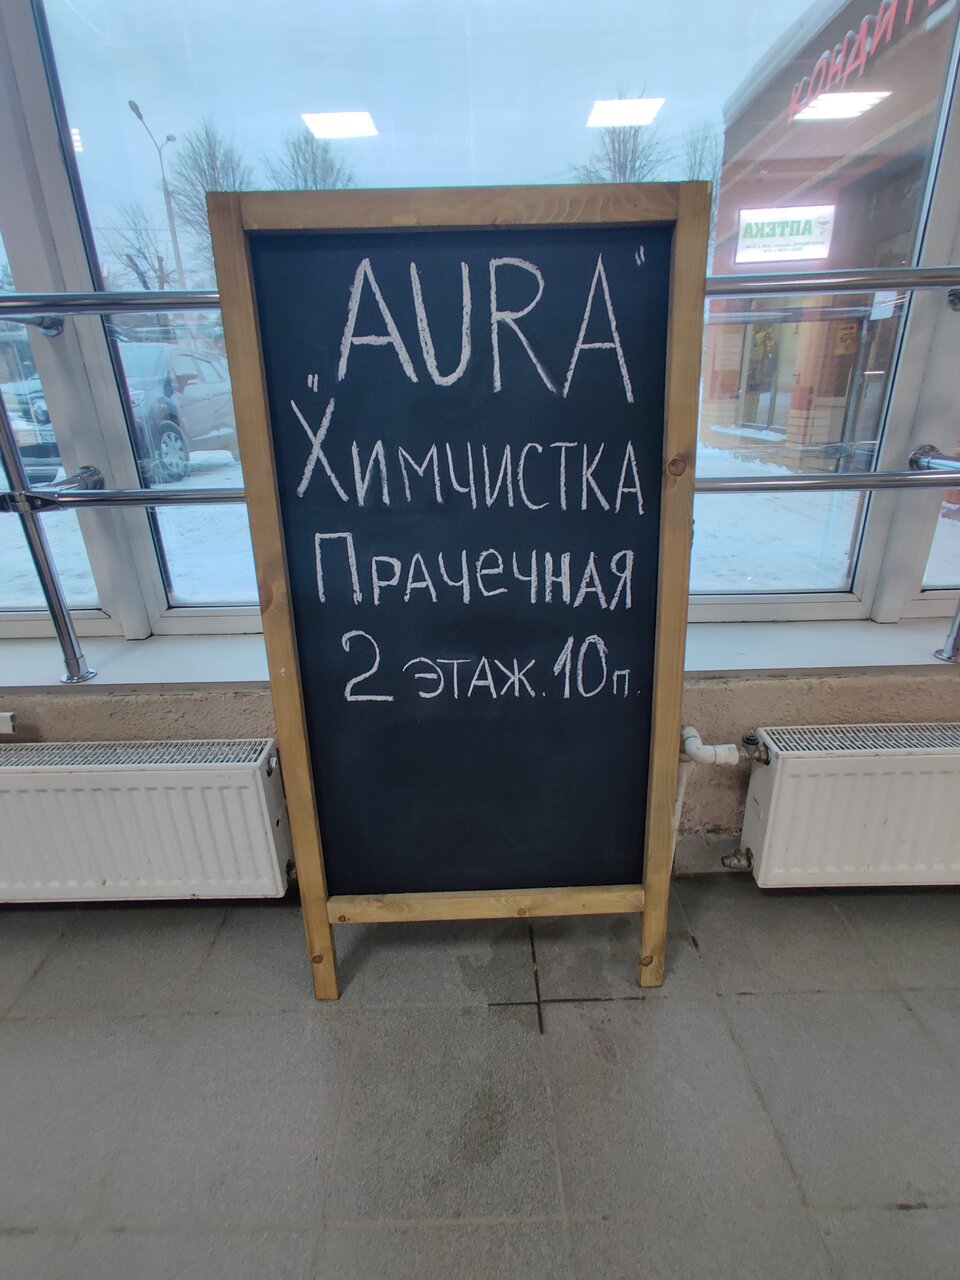 „AURA"
Химчистка
Прачечная
2 этаж. 10п.
АПТЕКА